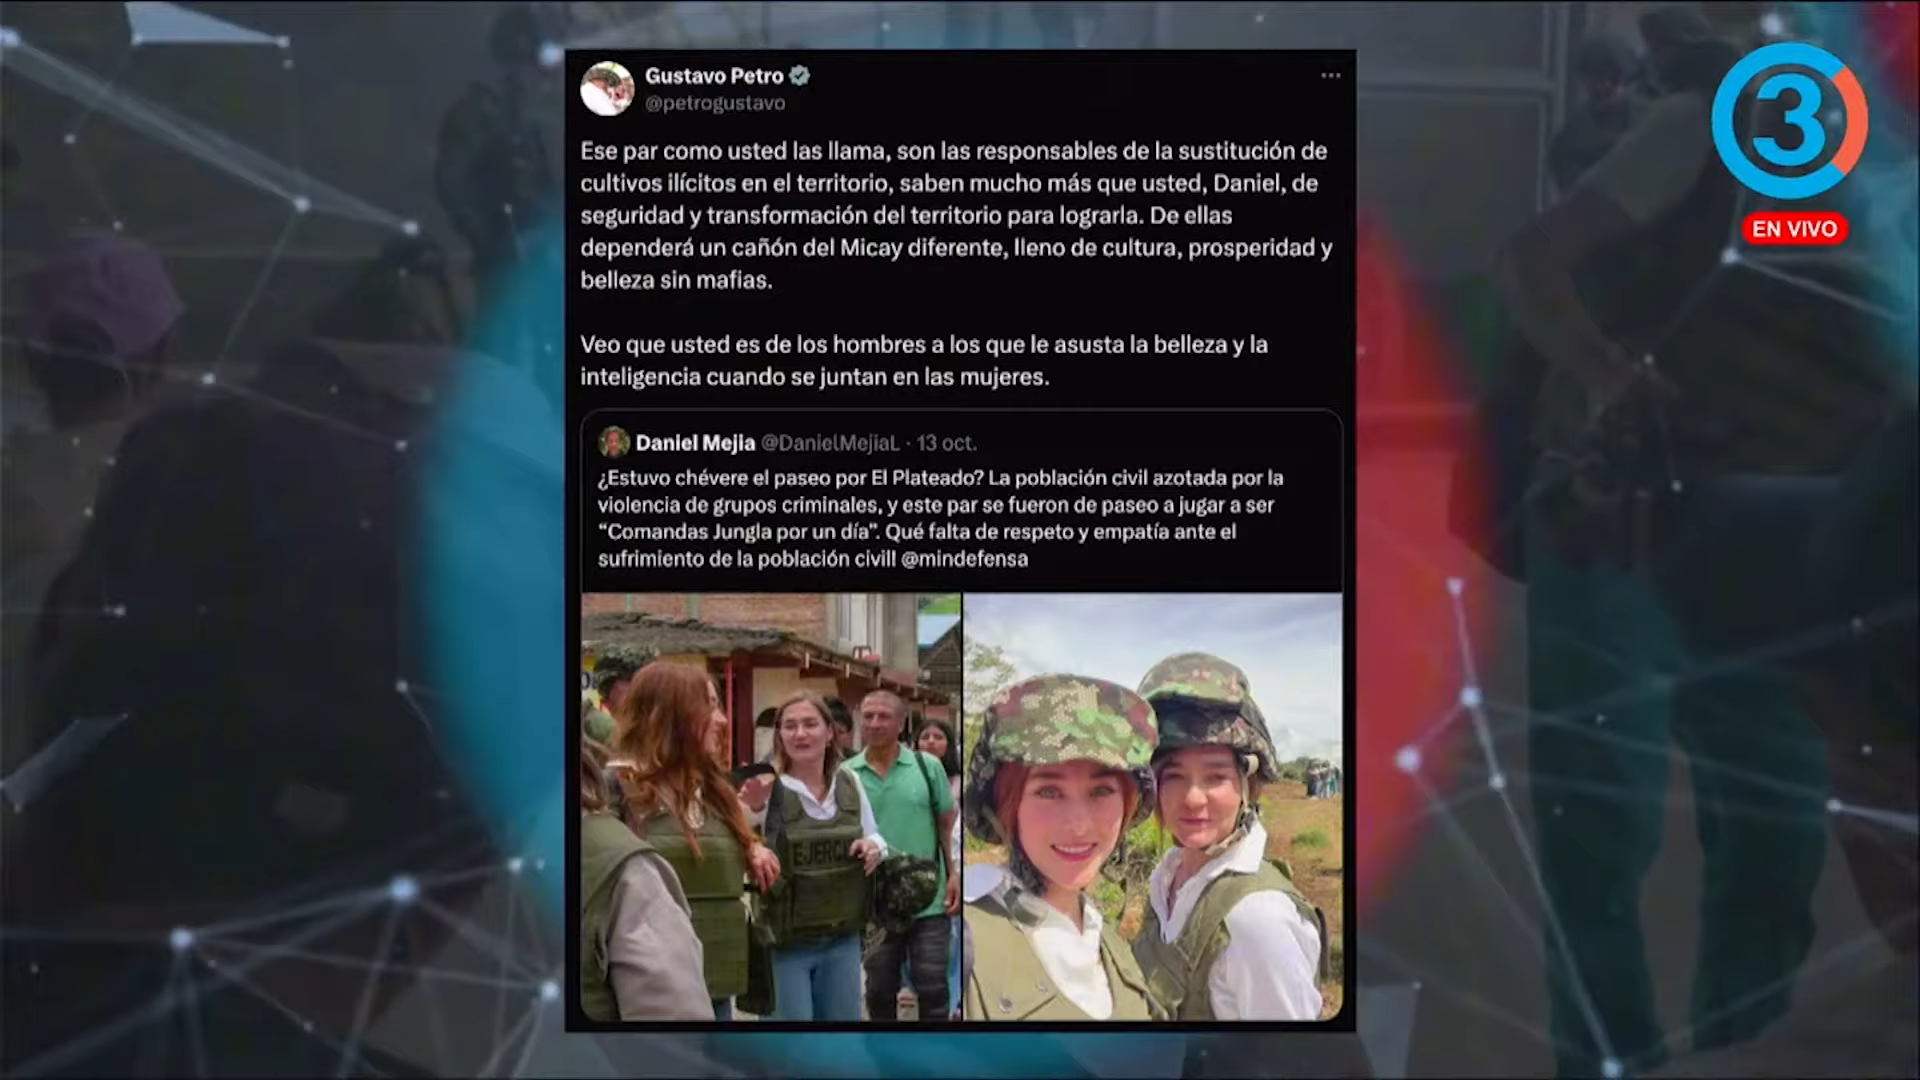 Gustavo Petro
@petrogustavo
Ese par como usted las llama, son las responsables de la sustitución de
cultivos ilícitos en el territorio, saben mucho más que usted, Daniel, de
seguridad y transformación del territorio para lograrla. De ellas
dependerá un cañón del Micay diferente, lleno de cultura, prosperidad y
belleza sin mafias.
Veo que usted es de los hombres a los que le asusta la belleza y la
inteligencia cuando se juntan en las mujeres.
Daniel Mejia @DanielMejiaL · 13 oct.
¿Estuvo chévere el paseo por El Plateado? La población civil azotada por la
violencia de grupos criminales, y este par se fueron de paseo a jugar a ser
“Comandas Jungla por un día”. Qué falta de respeto y empatía ante el
sufrimiento de la población civill @mindefensa
EJERCI
3
EN VIVO